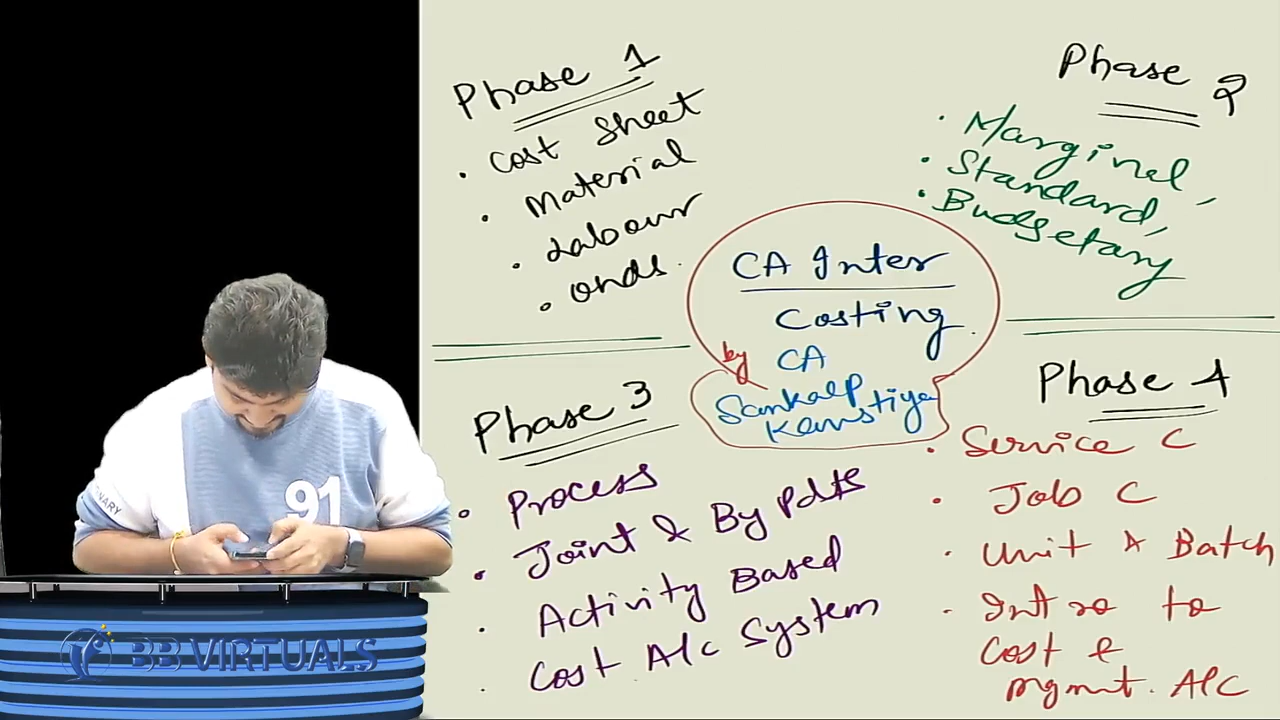 Phase 1
• Cost Sheet
• Material
• Labour
• OHds.
Phase 2
• Marginal,
• Standard,
• Budgetary
CA Inter
Costing
by CA
Sankalp
Kanstiya
Phase 3
• Process
• Joint & By Pdts
• Activity Based
• Cost A/c System
Phase 4
• Service C
• Job C
• Unit & Batch
• Intro to
Cost &
Mgmt. A/C
91
BB VIRTUALS